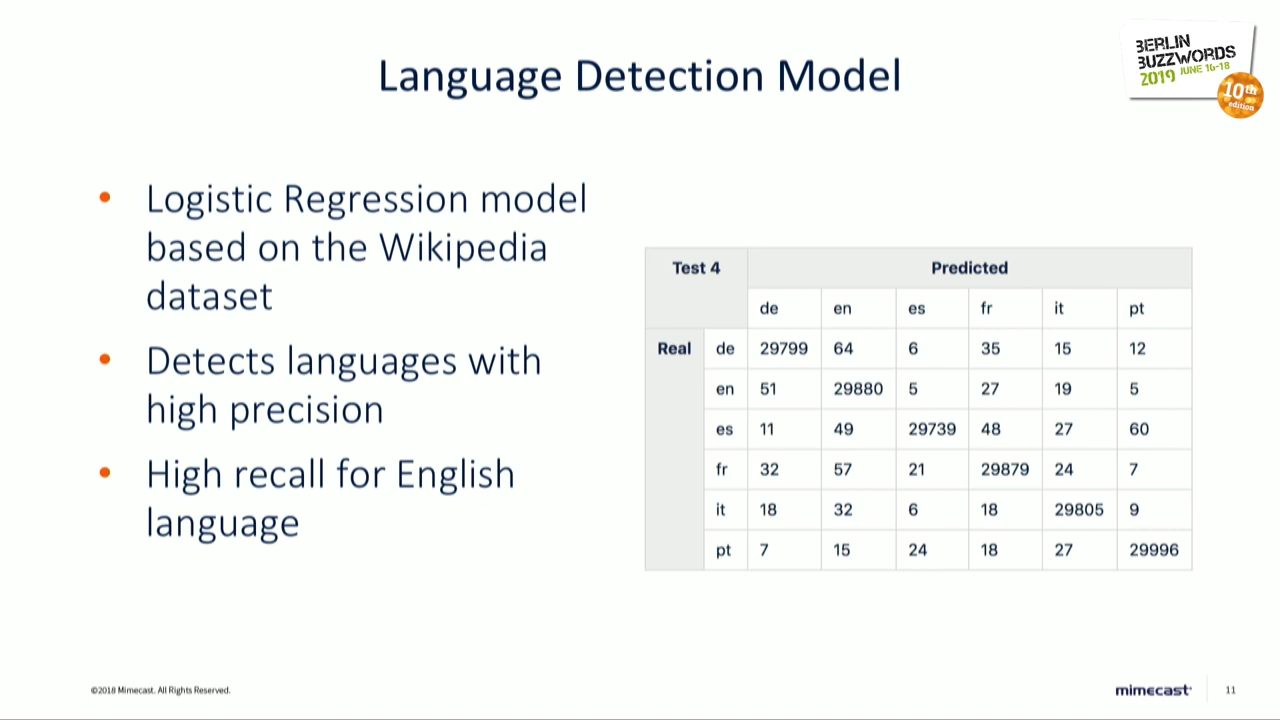 Language Detection Model
BERLIN
BUZZWORDS
2019 JUNE 16-18
10th
edition
• Logistic Regression model
based on the Wikipedia
dataset
• Detects languages with
high precision
• High recall for English
language
Test 4 Predicted
de en es fr it pt
Real de 29799 64 6 35 15 12
en 51 29880 5 27 19 5
es 11 49 29739 48 27 60
fr 32 57 21 29879 24 7
it 18 32 6 18 29805 9
pt 7 15 24 18 27 29996
©2018 Mimecast. All Rights Reserved.
mimecast
11